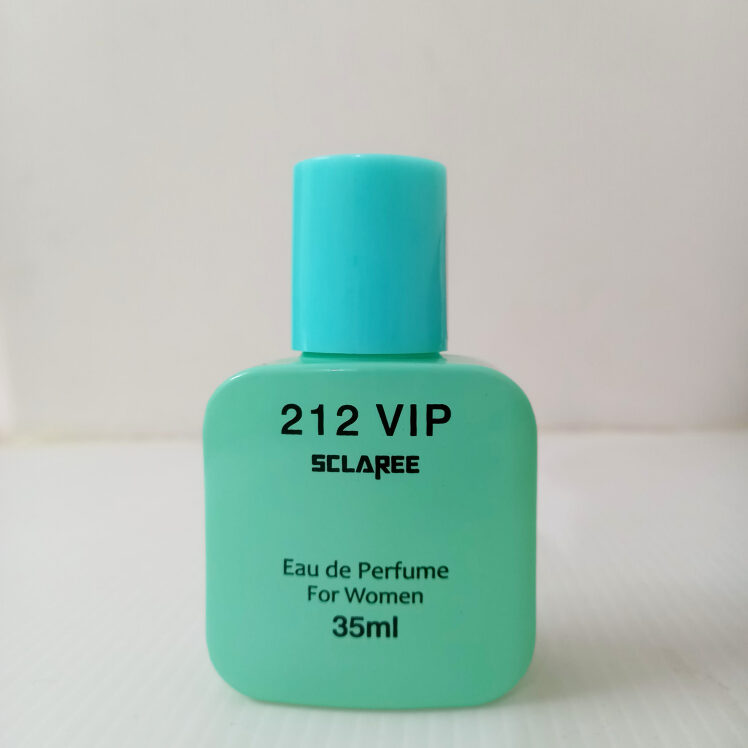 212 VIP
SCLAREE
Eau de Perfume
For Women
35ml